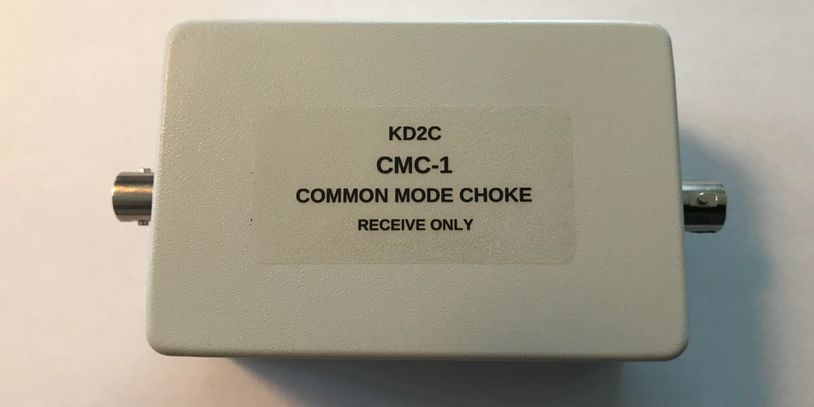 KD2C
CMC-1
COMMON MODE CHOKE
RECEIVE ONLY